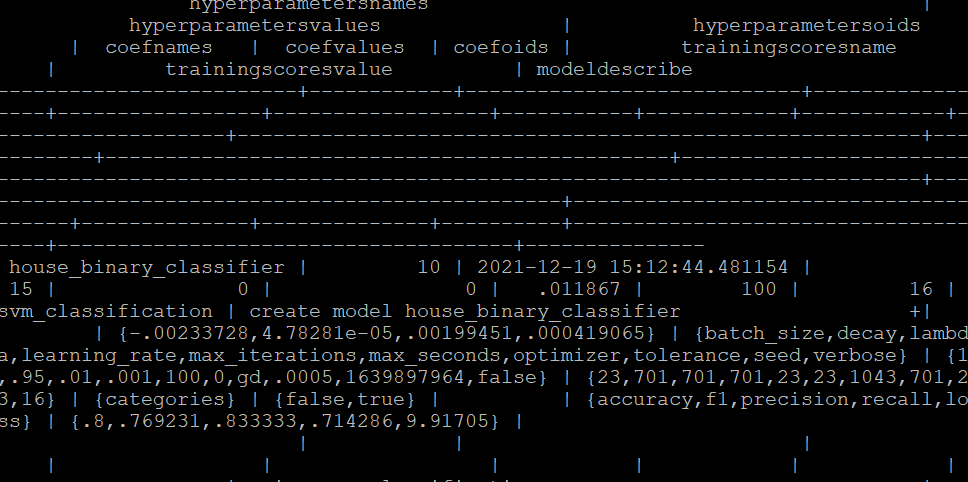 hyperparametersnames |
hyperparametersvalues | hyperparametersoids
| coefnames | coefvalues | coefoids | trainingscoresname
| trainingscoresvalue | modeldescribe
------------------------------+---------------+----------------------------------+----------------
-----+---------------------+----------------------+-------------+---------------+---------------+-
-----------------------+---------------------------------------------------------------------+----
----------+---------------------------------------------------------+-----------------------------
---------------------------------------------------------------------------------------------+----
---------------------------------------------------------+----------------------------------------
-------+-----------------+-----------------+------------+----------------------------------------
-----+----------------------------------------------+------------------
house_binary_classifier | 10 | 2021-12-19 15:12:44.481154 |
15 | 0 | 0 | .011867 | 100 | 16 |
svm_classification | create model house_binary_classifier +|
| {-.00233728,4.78281e-05,.00199451,.000419065} | {batch_size,decay,lambd
a,learning_rate,max_iterations,max_seconds,optimizer,tolerance,seed,verbose} | {1
,.95,.01,.001,100,0,gd,.0005,1639897964,false} | {23,701,701,701,23,23,1043,701,2
3,16} | {categories} | {false,true} | | {accuracy,f1,precision,recall,lo
ss} | {.8,.769231,.833333,.714286,9.91705} |
| | |
| | | | | |